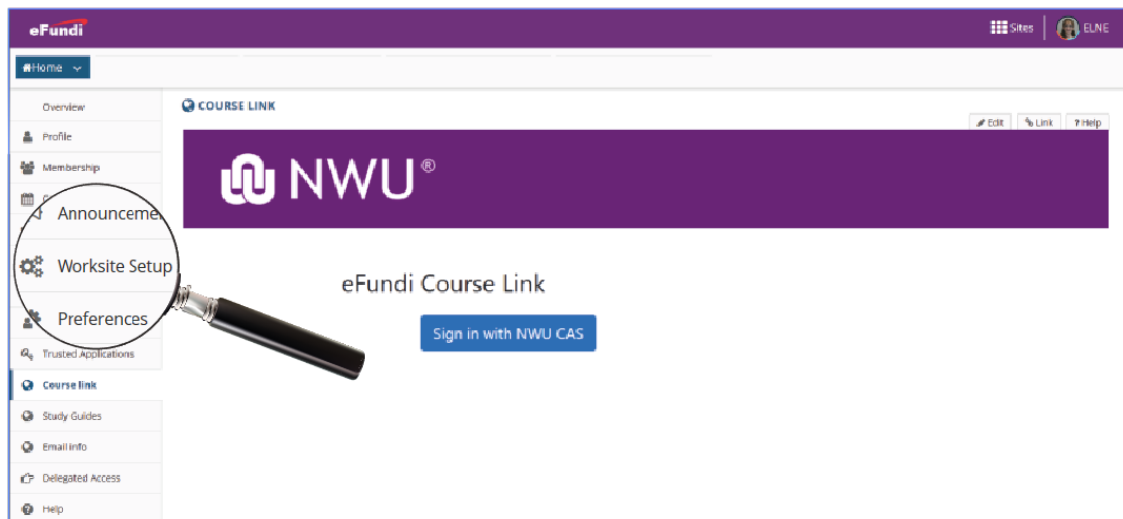 eFundi
Sites
ELNE
Home
Overview
COURSE LINK
Edit
Link
? Help
Profile
NWU®
Membership
Announceme
Worksite Setup
eFundi Course Link
Preferences
Sign in with NWU CAS
Trusted Applications
Course link
Study Guides
Email info
Delegated Access
Help